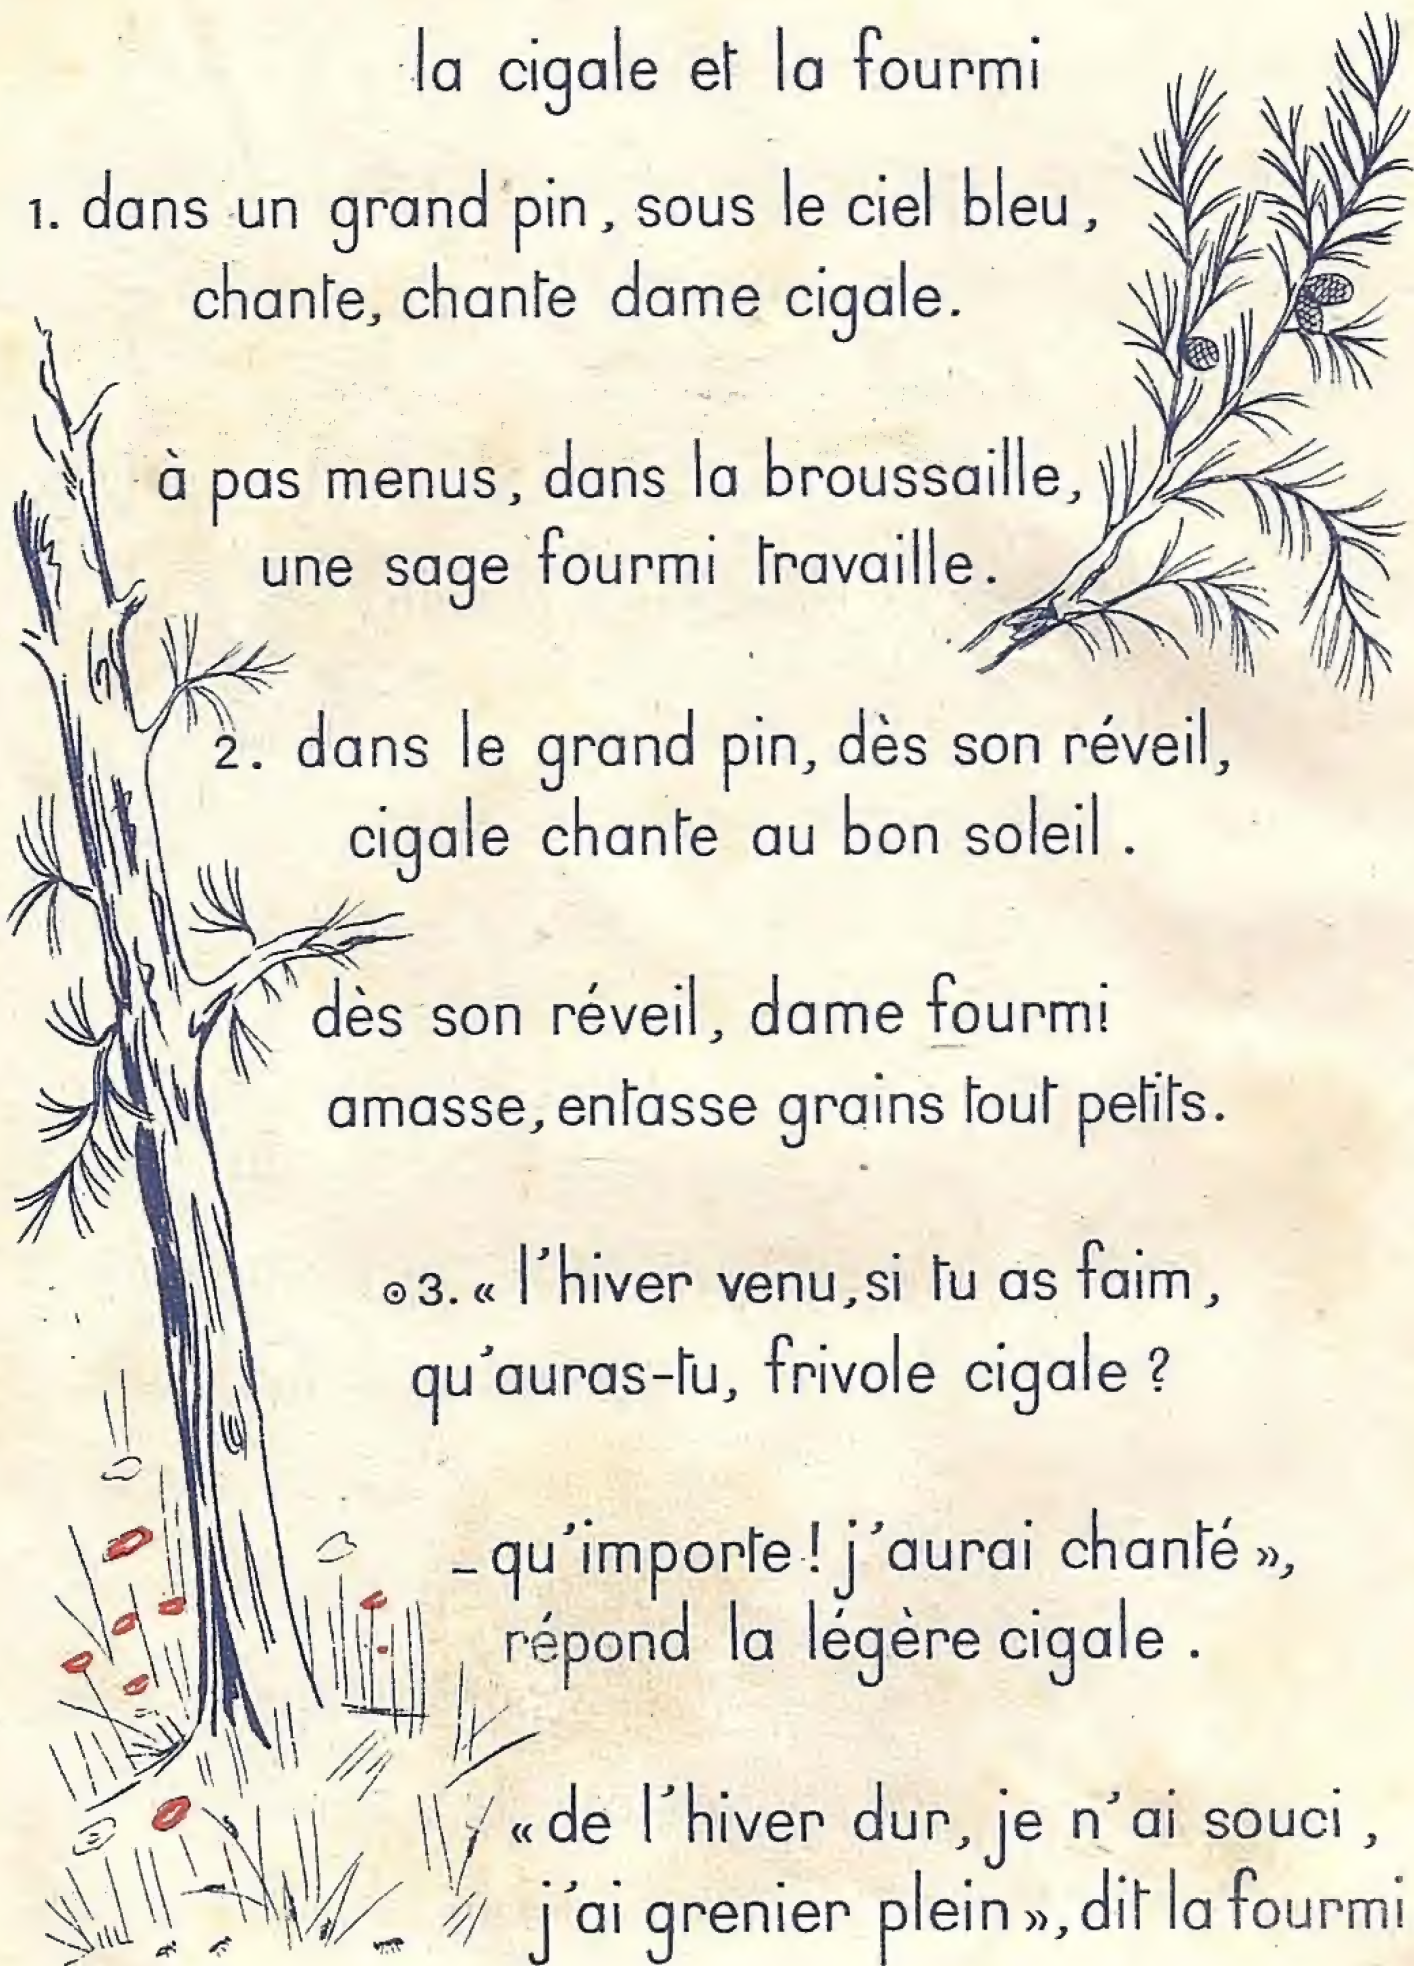 la cigale et la fourmi
1. dans un grand pin, sous le ciel bleu,
chante, chante dame cigale.
à pas menus, dans la broussaille,
une sage fourmi travaille.
2. dans le grand pin, dès son réveil,
cigale chante au bon soleil.
dès son réveil, dame fourmi
amasse, entasse grains tout petits.
⊙3. « l'hiver venu, si tu as faim,
qu'auras-tu, frivole cigale ?
– qu'importe ! j'aurai chanté »,
répond la légère cigale.
« de l'hiver dur, je n'ai souci,
j'ai grenier plein », dit la fourmi